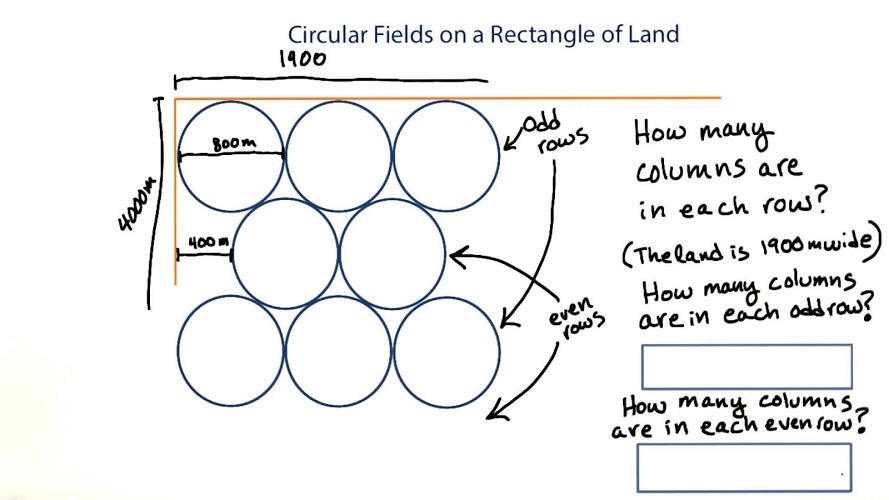 Circular Fields on a Rectangle of Land
1900
odd
rows
800m
4000m
400m
even
rows
How many
columns are
in each row?
(The land is 1900m wide)
How many columns
are in each odd row?
How many columns
are in each even row?